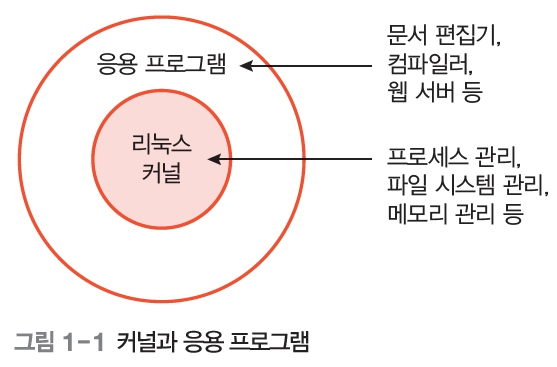 응용 프로그램
문서 편집기,
컴파일러,
웹 서버 등
리눅스
커널
프로세스 관리,
파일 시스템 관리,
메모리 관리 등
그림 1-1 커널과 응용 프로그램